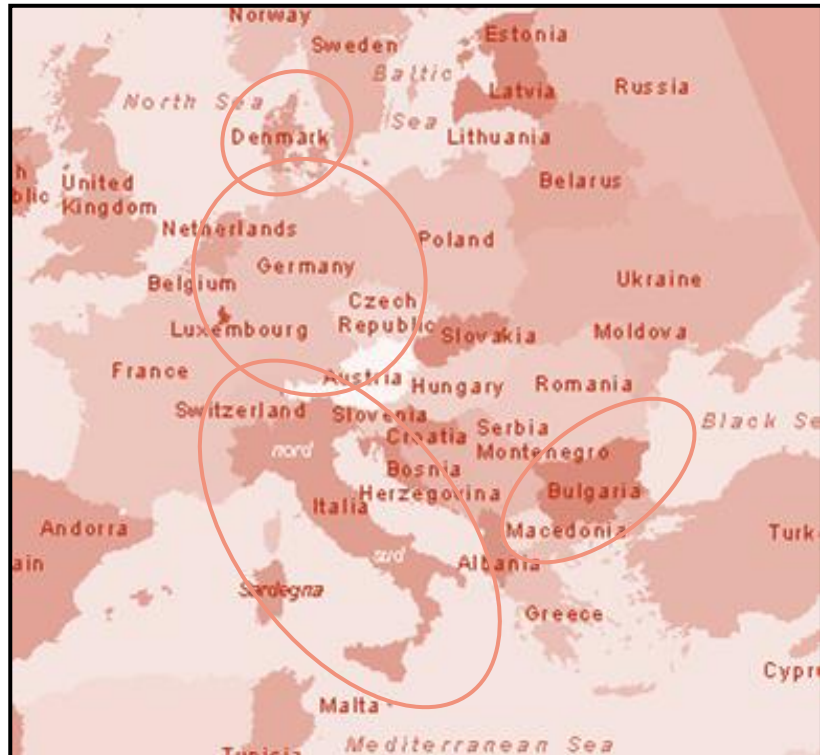 Norway
Sweden
Estonia
Baltic
Sea
Latvia
Russia
North Sea
Denmark
Lithuania
h
blic
United
Kingdom
Belarus
Netherlands
Poland
Germany
Belgium
Ukraine
Czech
Republic
Luxembourg
Slovakia
Moldova
France
Austria
Hungary
Romania
Switzerland
Slovenia
Black Se
nord
Croatia
Serbia
Montenegro
Bosnia
Herzegovina
Bulgaria
Italia
Andorra
Macedonia
Turk
ain
sud
Albania
Sardegna
Greece
Cypr
Malta
Mediterranean Sea
Tunisia